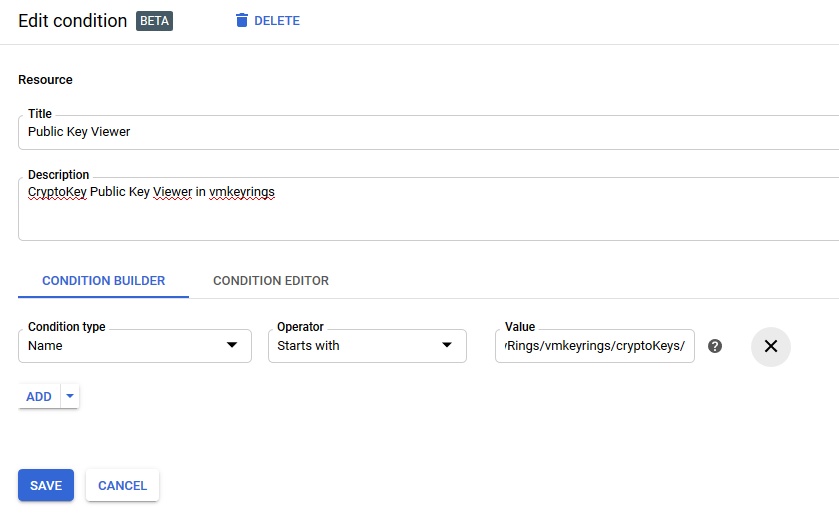 Edit condition BETA DELETE
Resource
Title
Public Key Viewer
Description
CryptoKey Public Key Viewer in vmkeyrings
CONDITION BUILDER CONDITION EDITOR
Condition type Operator Value
Name Starts with Rings/vmkeyrings/cryptoKeys/
ADD
SAVE CANCEL